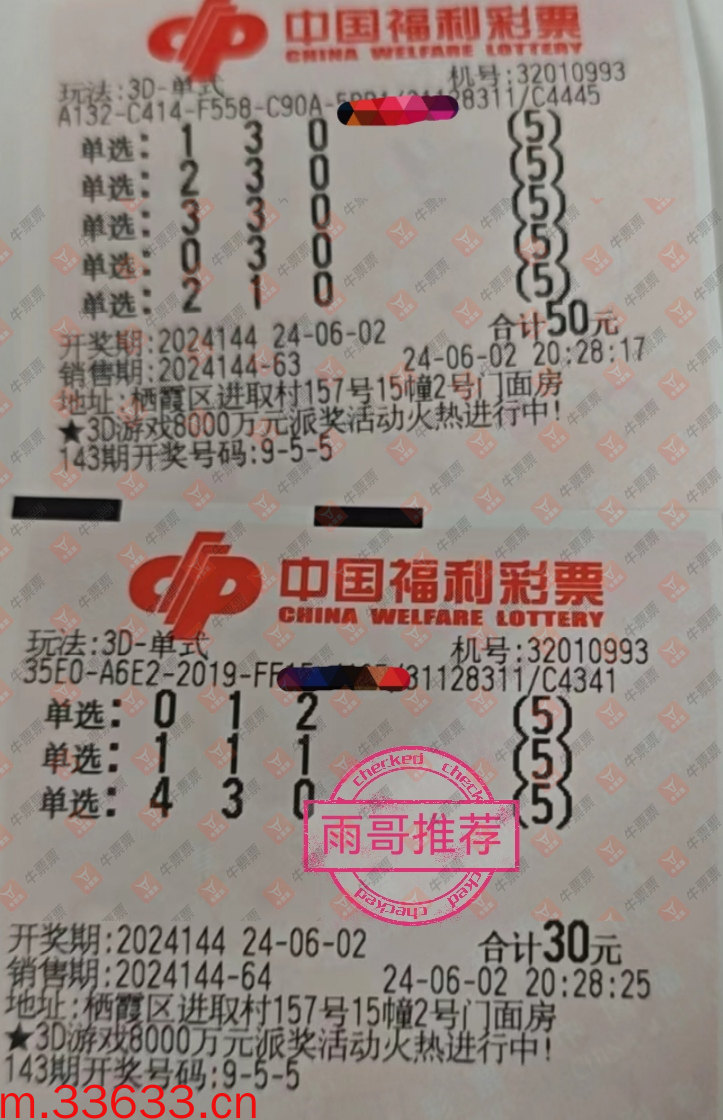 中国福利彩票
CHINA WELFARE LOTTERY
玩法:3D-单式 机号:32010993
A132-C414-F558-C90A- 8311/C4445
单选: 1 3 0 (5)
单选: 2 3 0 (5)
单选: 3 3 0 (5)
单选: 0 3 0 (5)
单选: 2 1 0 (5)
合计50元
开奖期:2024144 24-06-02
销售期:2024144-63 24-06-02 20:28:17
地址:栖霞区进取村157号15幢2号门面房
★3D游戏8000万元派奖活动火热进行中!
143期开奖号码:9-5-5
中国福利彩票
CHINA WELFARE LOTTERY
玩法:3D-单式 机号:32010993
35E0-A6E2-2019- /31128311/C4341
单选: 0 1 2 (5)
单选: 1 1 1 (5)
单选: 4 3 0 (5)
checked checked
雨哥推荐
checked checked
开奖期:2024144 24-06-02 合计30元
销售期:2024144-64 24-06-02 20:28:25
地址:栖霞区进取村157号15幢2号门面房
★3D游戏8000万元派奖活动火热进行中!
143期开奖号码:9-5-5
m.33633.cn
牛票票